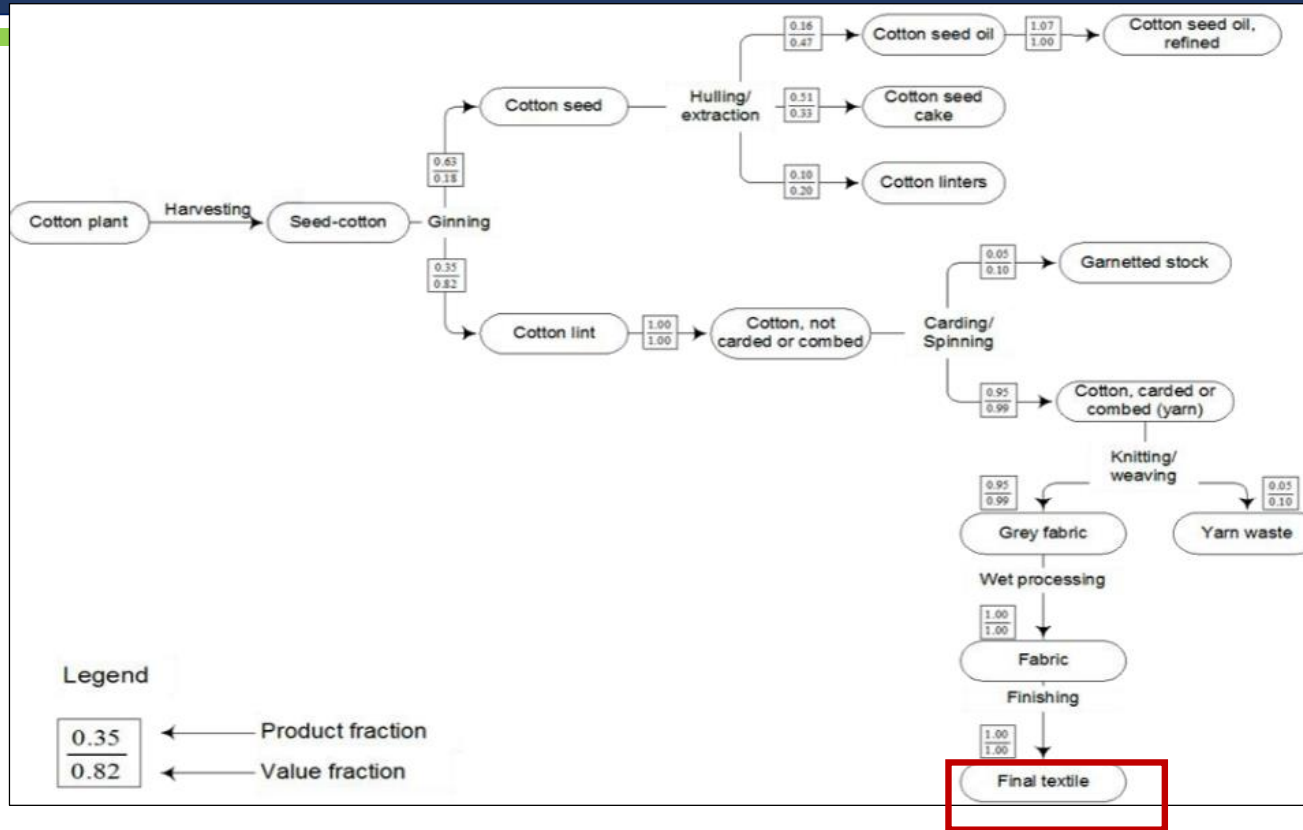 0.16
0.47
Cotton seed oil
1.07
1.00
Cotton seed oil,
refined
Cotton seed
Hulling/
extraction
0.51
0.33
Cotton seed
cake
0.63
0.18
0.10
0.20
Cotton linters
Cotton plant
Harvesting
Seed-cotton
Ginning
0.35
0.82
0.05
0.10
Garnetted stock
Cotton lint
1.00
1.00
Cotton, not
carded or combed
Carding/
Spinning
0.95
0.99
Cotton, carded or
combed (yarn)
Knitting/
weaving
0.95
0.99
0.05
0.10
Grey fabric
Yarn waste
Wet processing
1.00
1.00
Fabric
Finishing
1.00
1.00
Final textile
Legend
0.35
0.82
Product fraction
Value fraction